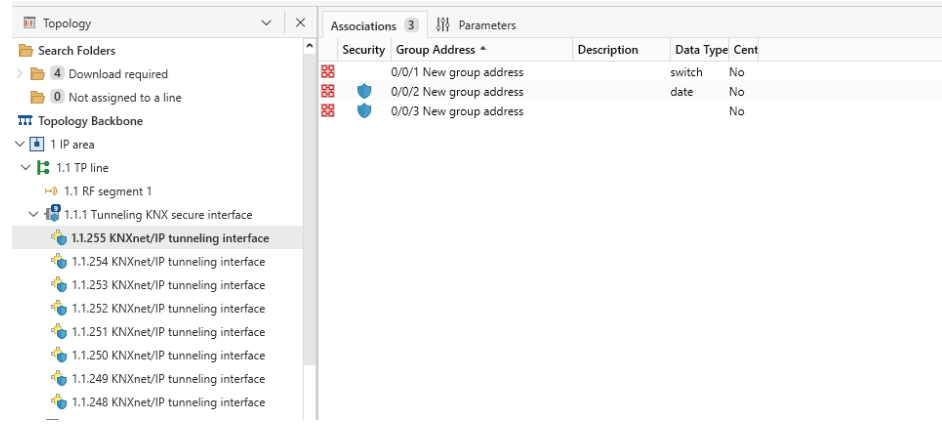 Topology
Search Folders
4 Download required
0 Not assigned to a line
Topology Backbone
1 IP area
1.1 TP line
1.1 RF segment 1
1.1.1 Tunneling KNX secure interface
1.1.255 KNXnet/IP tunneling interface
1.1.254 KNXnet/IP tunneling interface
1.1.253 KNXnet/IP tunneling interface
1.1.252 KNXnet/IP tunneling interface
1.1.251 KNXnet/IP tunneling interface
1.1.250 KNXnet/IP tunneling interface
1.1.249 KNXnet/IP tunneling interface
1.1.248 KNXnet/IP tunneling interface
Associations 3 Parameters
Security Group Address Description Data Type Cent
0/0/1 New group address switch No
0/0/2 New group address date No
0/0/3 New group address No